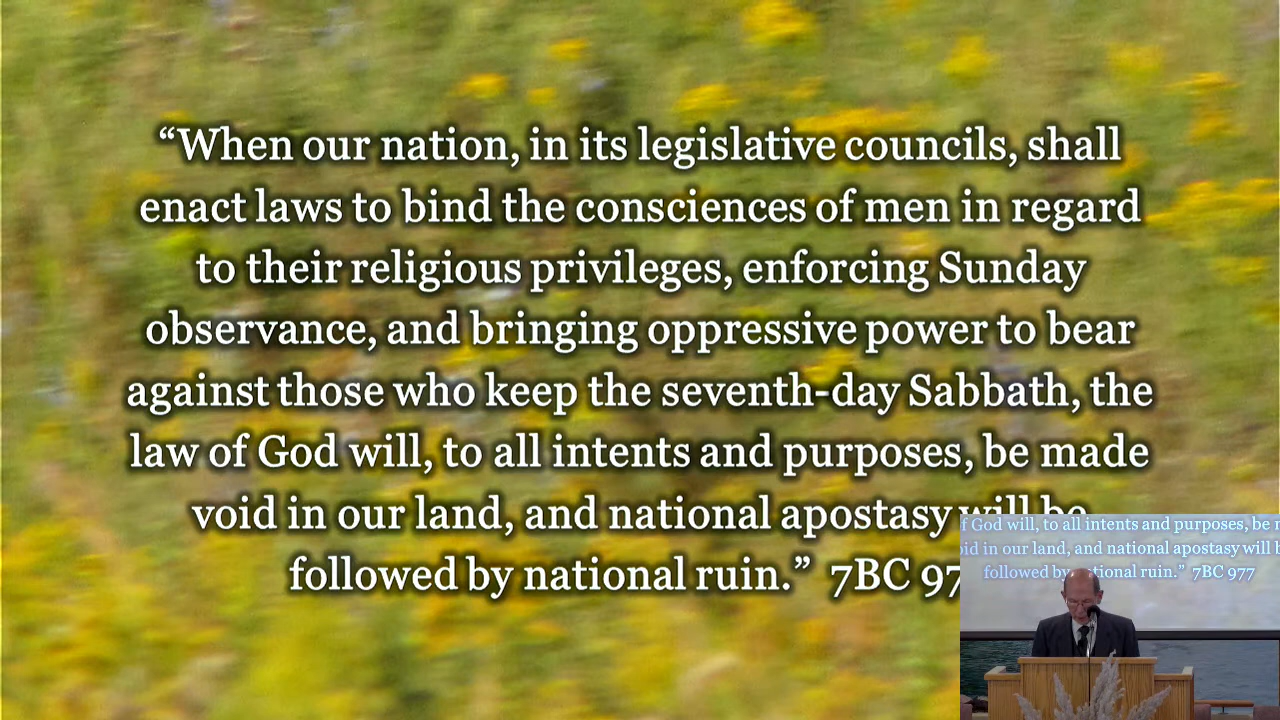 “When our nation, in its legislative councils, shall
enact laws to bind the consciences of men in regard
to their religious privileges, enforcing Sunday
observance, and bringing oppressive power to bear
against those who keep the seventh-day Sabbath, the
law of God will, to all intents and purposes, be made
void in our land, and national apostasy will be
followed by national ruin.” 7BC 97
f God will, to all intents and purposes, be
oid in our land, and national apostasy will
followed by national ruin.” 7BC 977